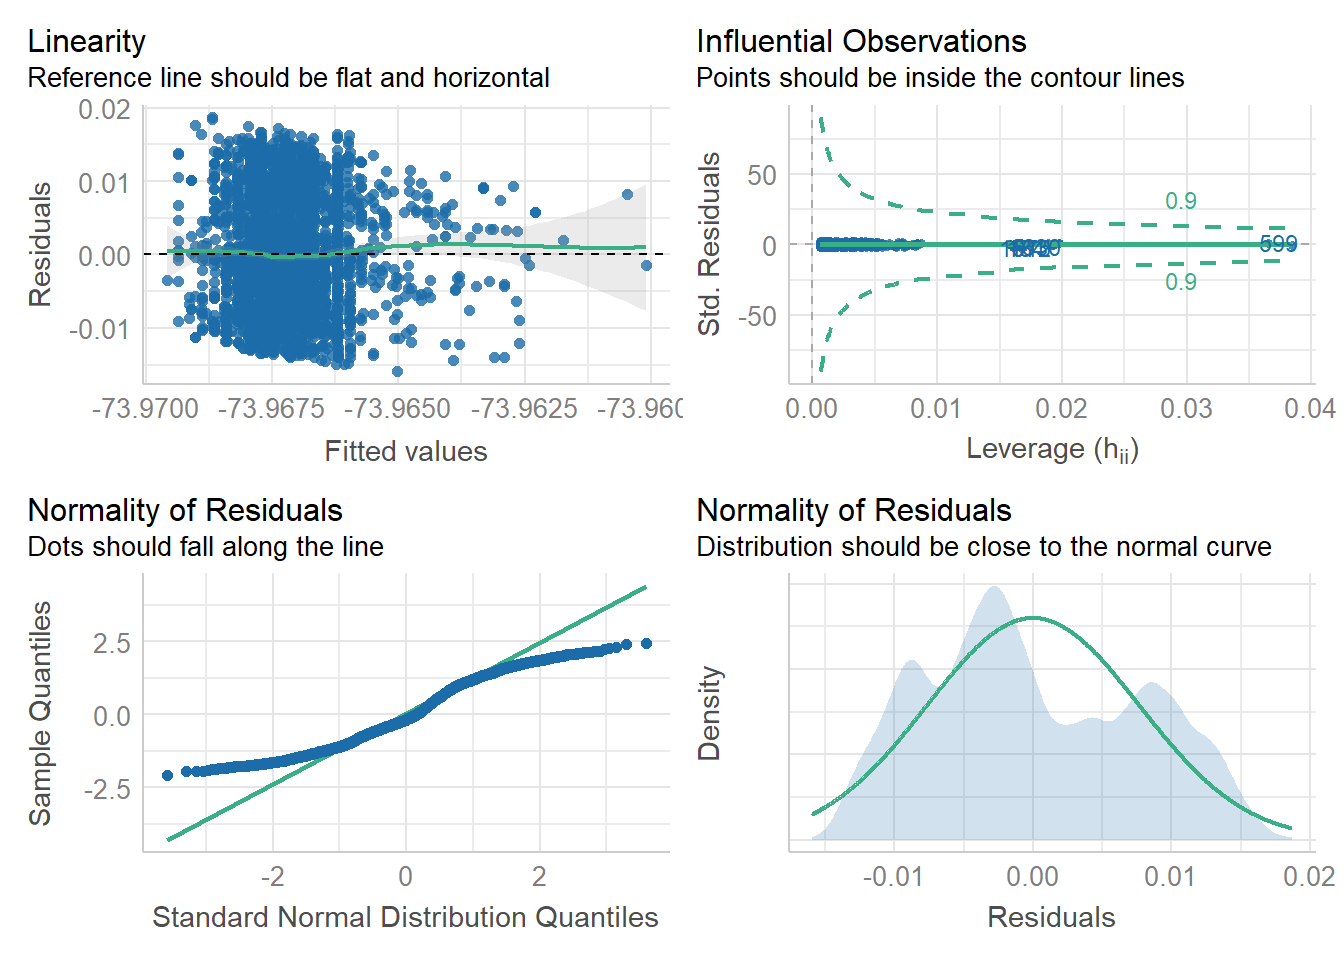 Linearity
Reference line should be flat and horizontal
0.02
0.01
0.00
-0.01
Residuals
-73.9700 -73.9675 -73.9650 -73.9625 -73.960
Fitted values
Influential Observations
Points should be inside the contour lines
50
0
-50
Std. Residuals
0.9
0.9
599
0.00 0.01 0.02 0.03 0.04
Leverage (hii)
Normality of Residuals
Dots should fall along the line
2.5
0.0
-2.5
Sample Quantiles
-2 0 2
Standard Normal Distribution Quantiles
Normality of Residuals
Distribution should be close to the normal curve
Density
-0.01 0.00 0.01 0.02
Residuals